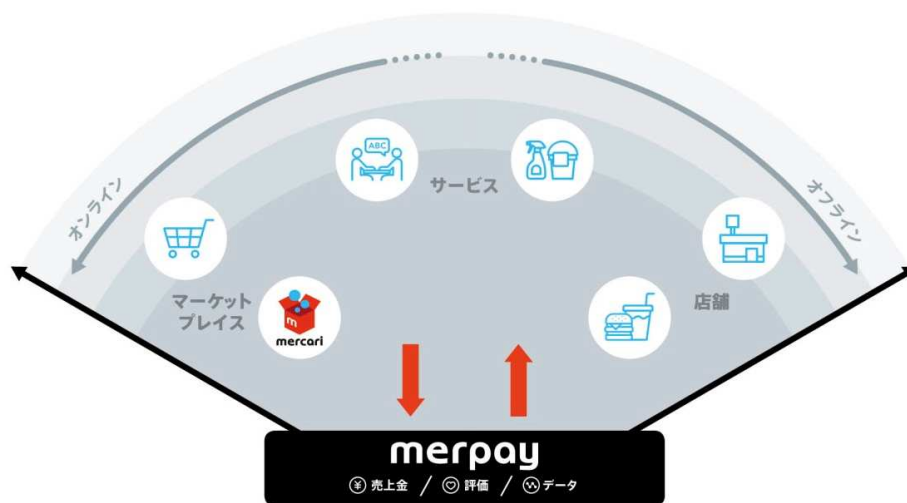 オンライン
オフライン
ABC
サービス
マーケット
プレイス
店舗
m
mercari
merpay
¥ 売上金 / 評価 / データ